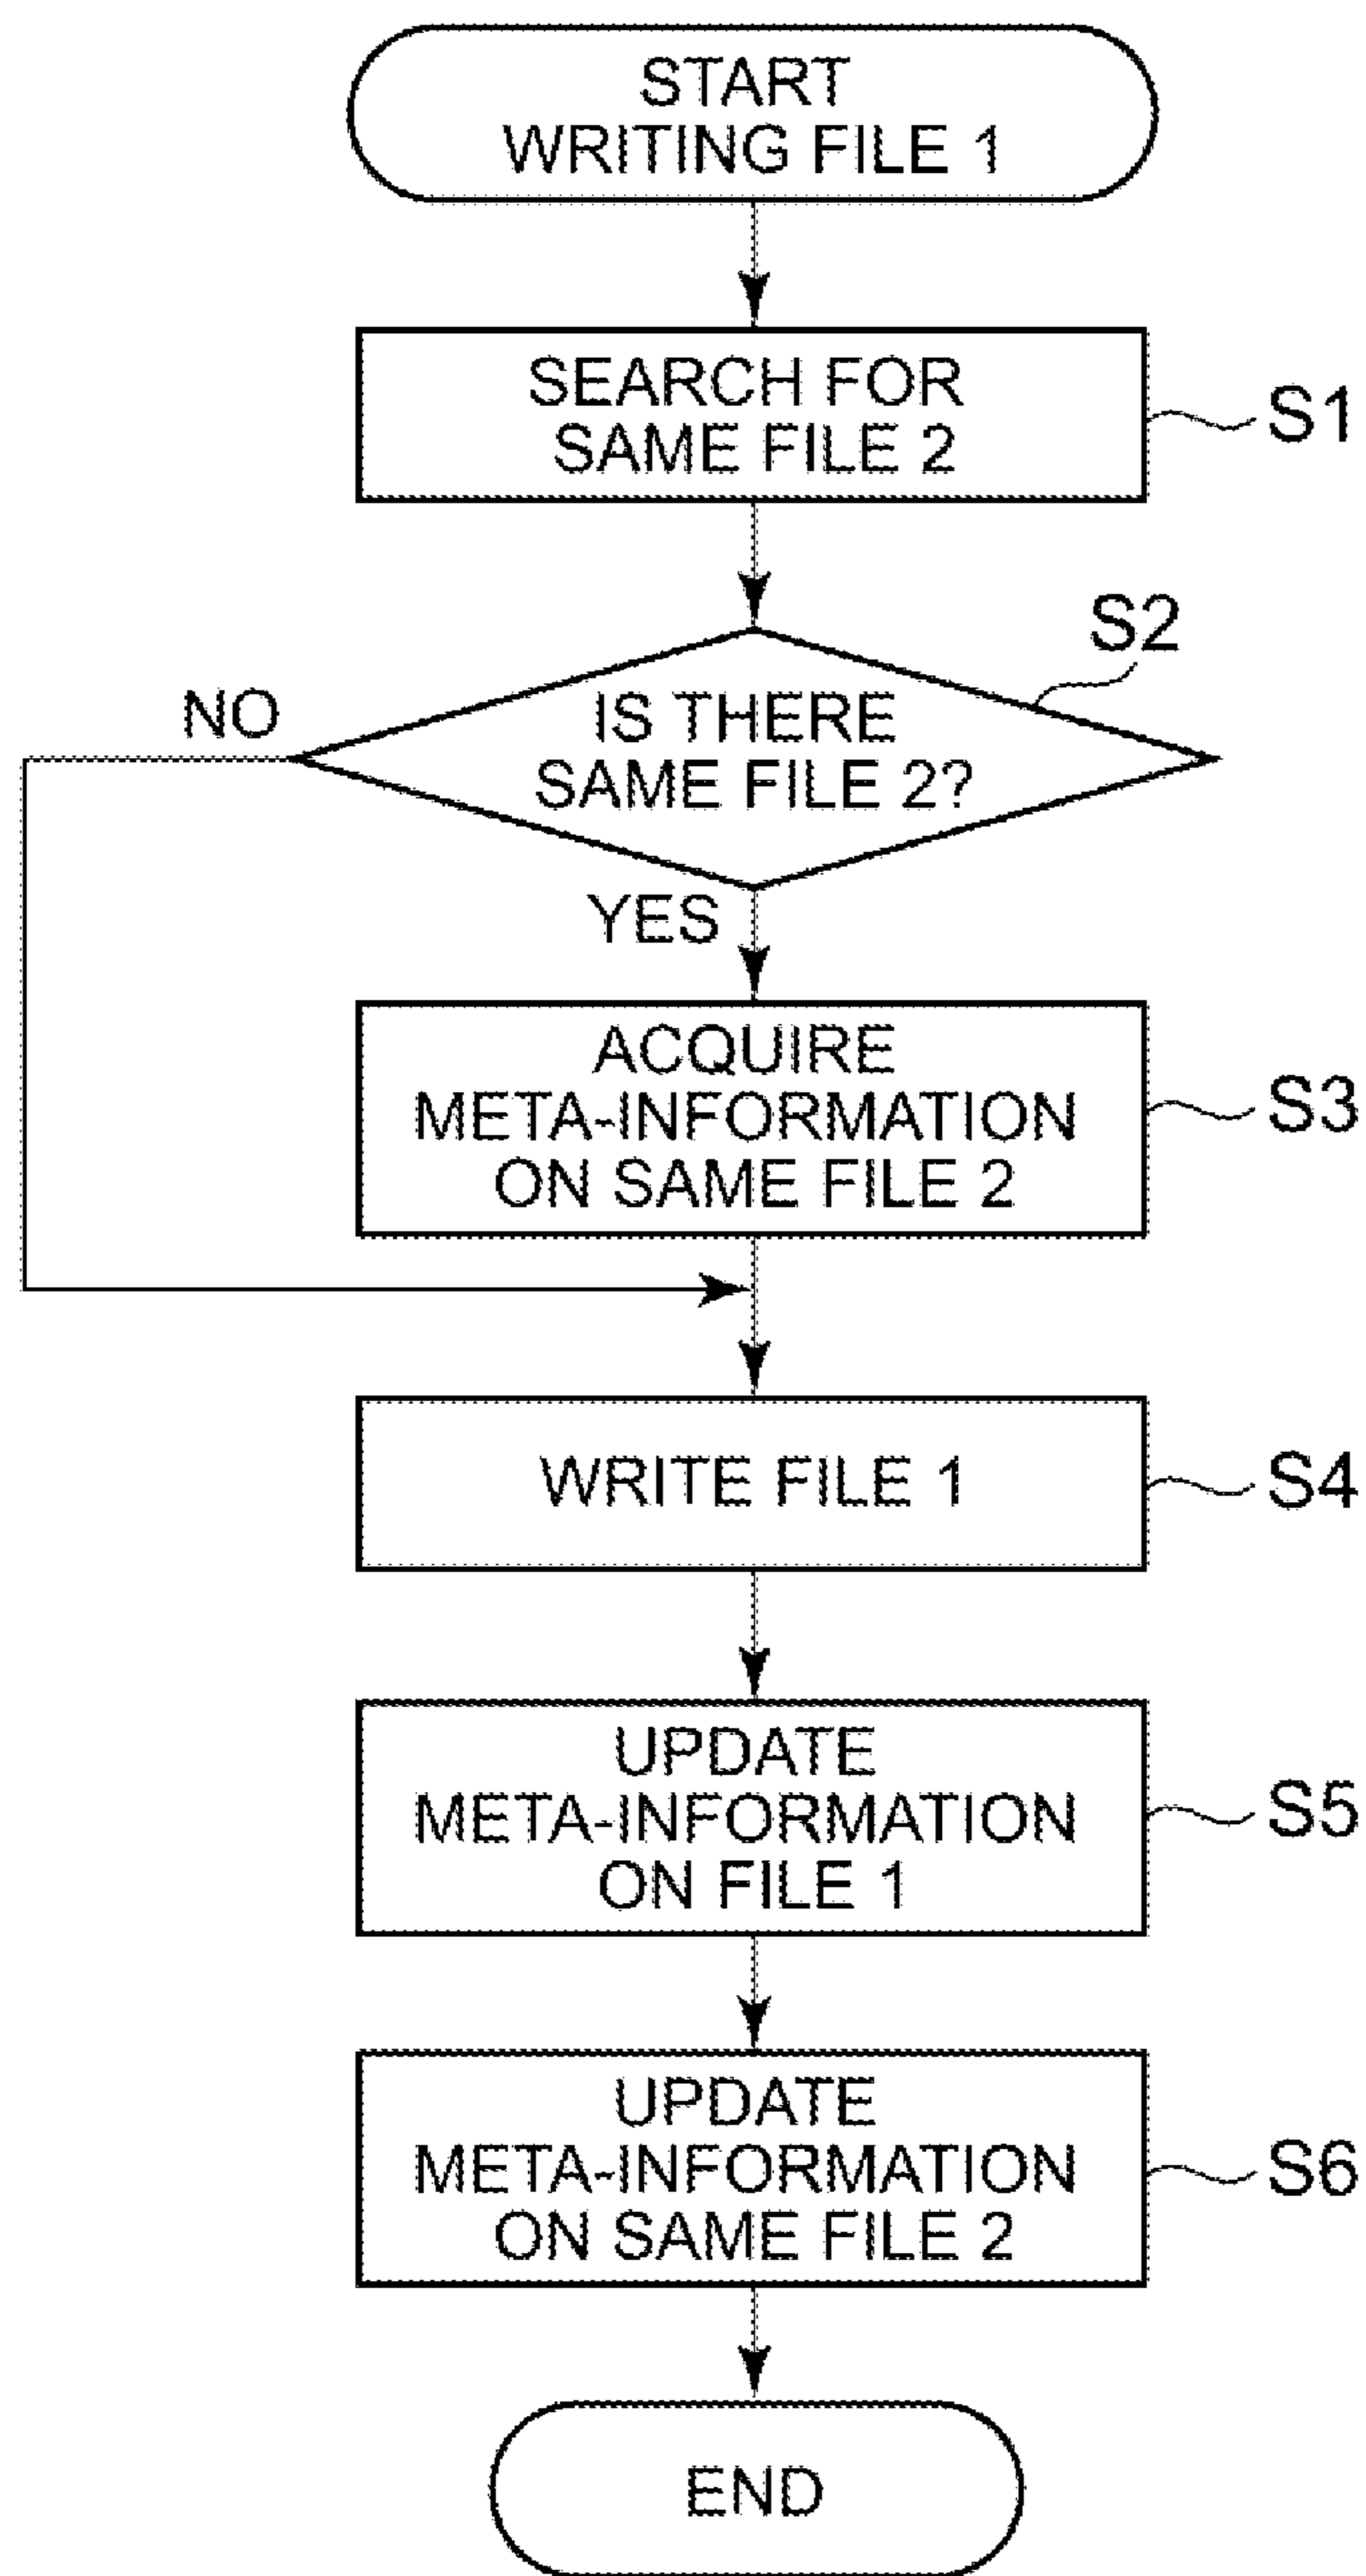 START
WRITING FILE 1
SEARCH FOR
SAME FILE 2
S1
S2
NO
IS THERE
SAME FILE 2?
YES
ACQUIRE
META-INFORMATION
ON SAME FILE 2
S3
WRITE FILE 1
S4
UPDATE
META-INFORMATION
ON FILE 1
S5
UPDATE
META-INFORMATION
ON SAME FILE 2
S6
END